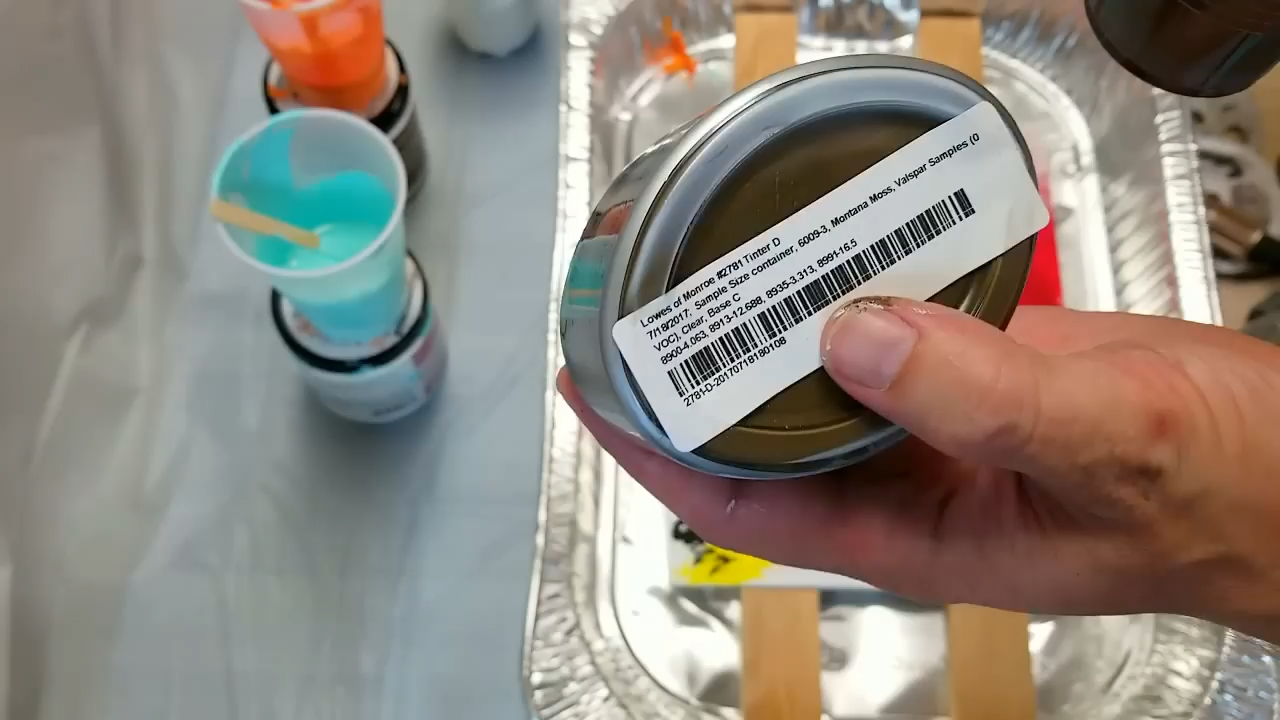 Lowes of Monroe #2781 Tinter D
7/18/2017, Sample Size container, 6009-3, Montana Moss, Valspar Samples (0
VOC), Clear, Base C
8900-4.063, 8913-12.688, 8935-3.313, 8991-16.5
2781-D-20170718180108